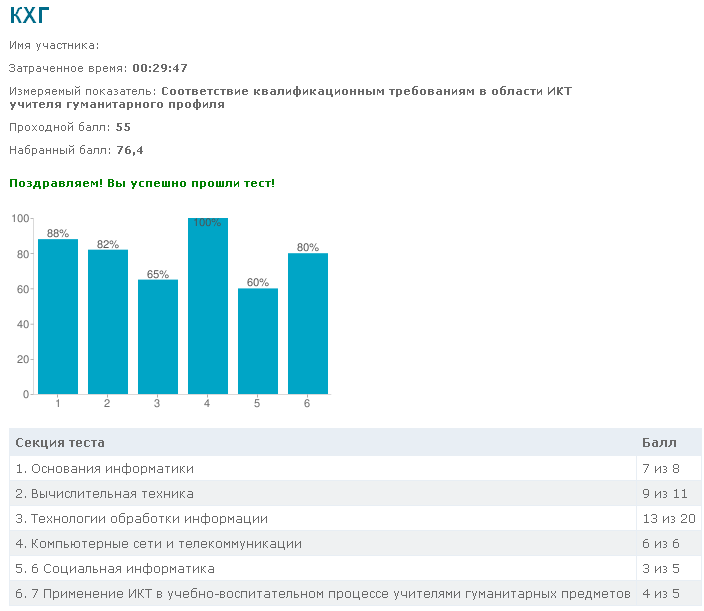 КХГ
Имя участника:
Затраченное время: 00:29:47
Измеряемый показатель: Соответствие квалификационным требованиям в области ИКТ
учителя гуманитарного профиля
Проходной балл: 55
Набранный балл: 76,4
Поздравляем! Вы успешно прошли тест!
100
80
60
40
20
0
88%
82%
65%
100%
60%
80%
1 2 3 4 5 6
Секция теста Балл
1. Основания информатики 7 из 8
2. Вычислительная техника 9 из 11
3. Технологии обработки информации 13 из 20
4. Компьютерные сети и телекоммуникации 6 из 6
5. 6 Социальная информатика 3 из 5
6. 7 Применение ИКТ в учебно-воспитательном процессе учителями гуманитарных предметов 4 из 5